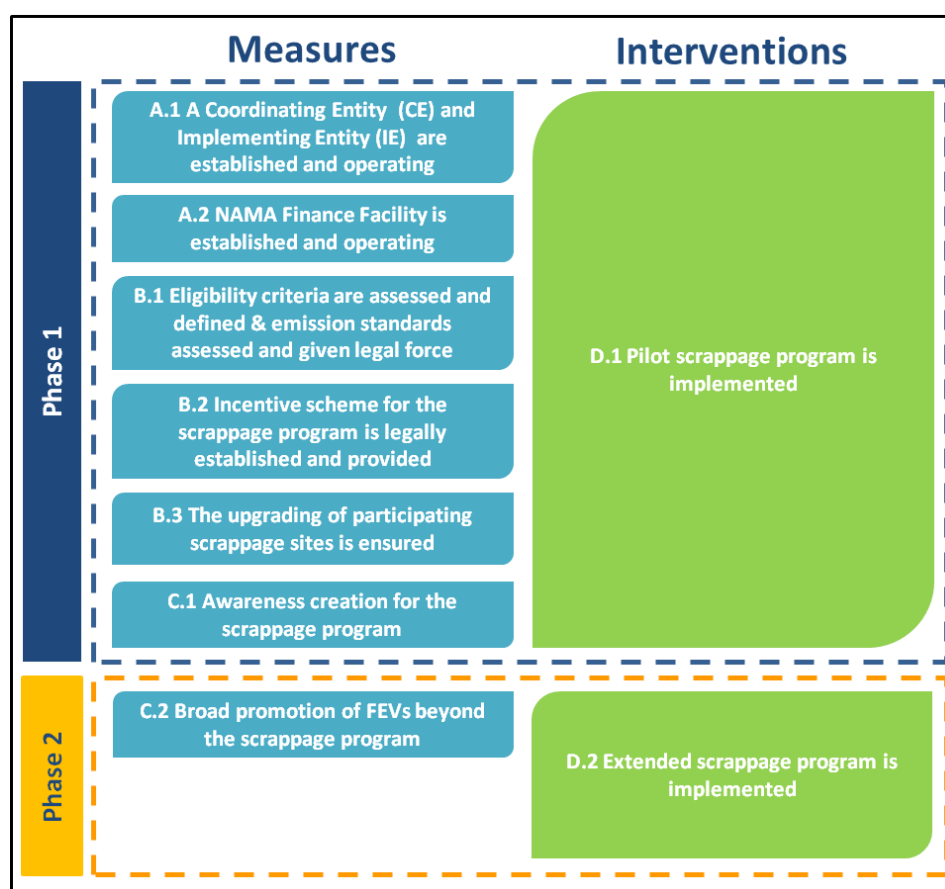 Measures
Interventions
Phase 1
A.1 A Coordinating Entity (CE) and
Implementing Entity (IE) are
established and operating
A.2 NAMA Finance Facility is
established and operating
B.1 Eligibility criteria are assessed and
defined & emission standards
assessed and given legal force
B.2 Incentive scheme for the
scrappage program is legally
established and provided
B.3 The upgrading of participating
scrappage sites is ensured
C.1 Awareness creation for the
scrappage program
D.1 Pilot scrappage program is
implemented
Phase 2
C.2 Broad promotion of FEVs beyond
the scrappage program
D.2 Extended scrappage program is
implemented